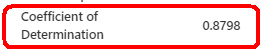 Coefficient of
Determination 0.8798